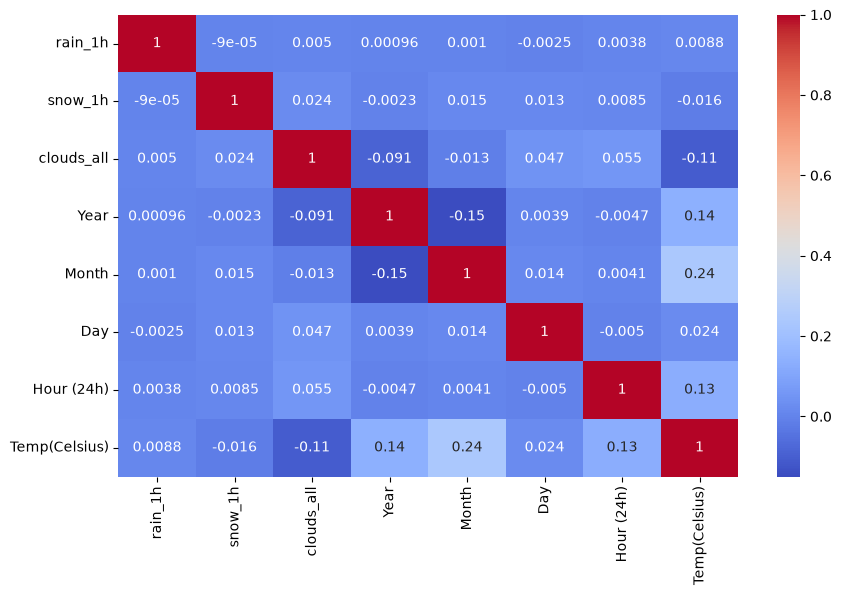 rain_1h 1 -9e-05 0.005 0.00096 0.001 -0.0025 0.0038 0.0088
snow_1h -9e-05 1 0.024 -0.0023 0.015 0.013 0.0085 -0.016
clouds_all 0.005 0.024 1 -0.091 -0.013 0.047 0.055 -0.11
Year 0.00096 -0.0023 -0.091 1 -0.15 0.0039 -0.0047 0.14
Month 0.001 0.015 -0.013 -0.15 1 0.014 0.0041 0.24
Day -0.0025 0.013 0.047 0.0039 0.014 1 -0.005 0.024
Hour (24h) 0.0038 0.0085 0.055 -0.0047 0.0041 -0.005 1 0.13
Temp(Celsius) 0.0088 -0.016 -0.11 0.14 0.24 0.024 0.13 1
rain_1h snow_1h clouds_all Year Month Day Hour (24h) Temp(Celsius)
1.0
0.8
0.6
0.4
0.2
0.0